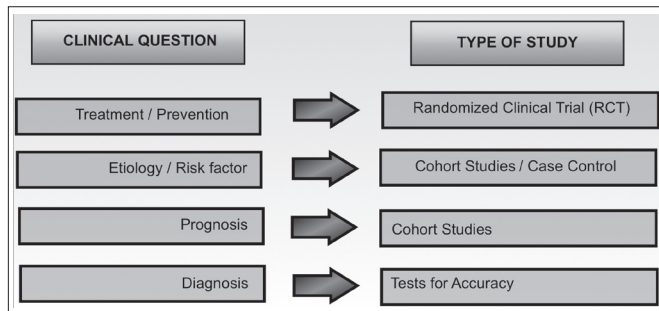 CLINICAL QUESTION
TYPE OF STUDY
Treatment / Prevention
Randomized Clinical Trial (RCT)
Etiology / Risk factor
Cohort Studies / Case Control
Prognosis
Cohort Studies
Diagnosis
Tests for Accuracy